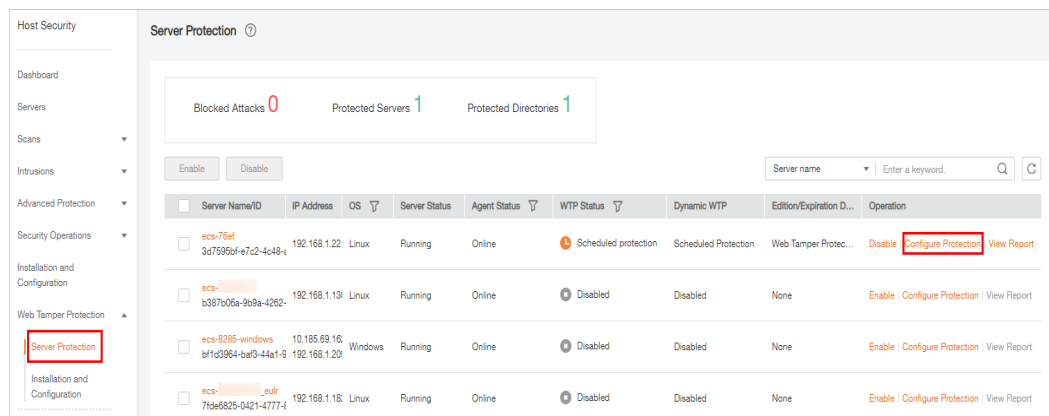 Host Security
Dashboard
Servers
Scans
Intrusions
Advanced Protection
Security Operations
Installation and
Configuration
Web Tamper Protection
Server Protection
Installation and
Configuration
Server Protection
Blocked Attacks 0 Protected Servers 1 Protected Directories 1
Enable Disable Server name Enter a keyword.
Server Name/ID IP Address OS Server Status Agent Status WTP Status Dynamic WTP Edition/Expiration D... Operation
ecs-76ef
3d7595bf-e7c2-4c48- 192.168.1.22 Linux Running Online Scheduled protection Scheduled Protection Web Tamper Protec... Disable Configure Protection View Report
ecs-
b387b06a-9b9a-4262- 192.168.1.13 Linux Running Online Disabled Disabled None Enable Configure Protection View Report
ecs-8285-windows 10.185.69.16
bf1d3964-baf3-44a1-9 192.168.1.20 Windows Running Online Disabled Disabled None Enable Configure Protection View Report
ecs- _eulr
7fde6825-0421-4777- 192.168.1.18 Linux Running Online Disabled Disabled None Enable Configure Protection View Report